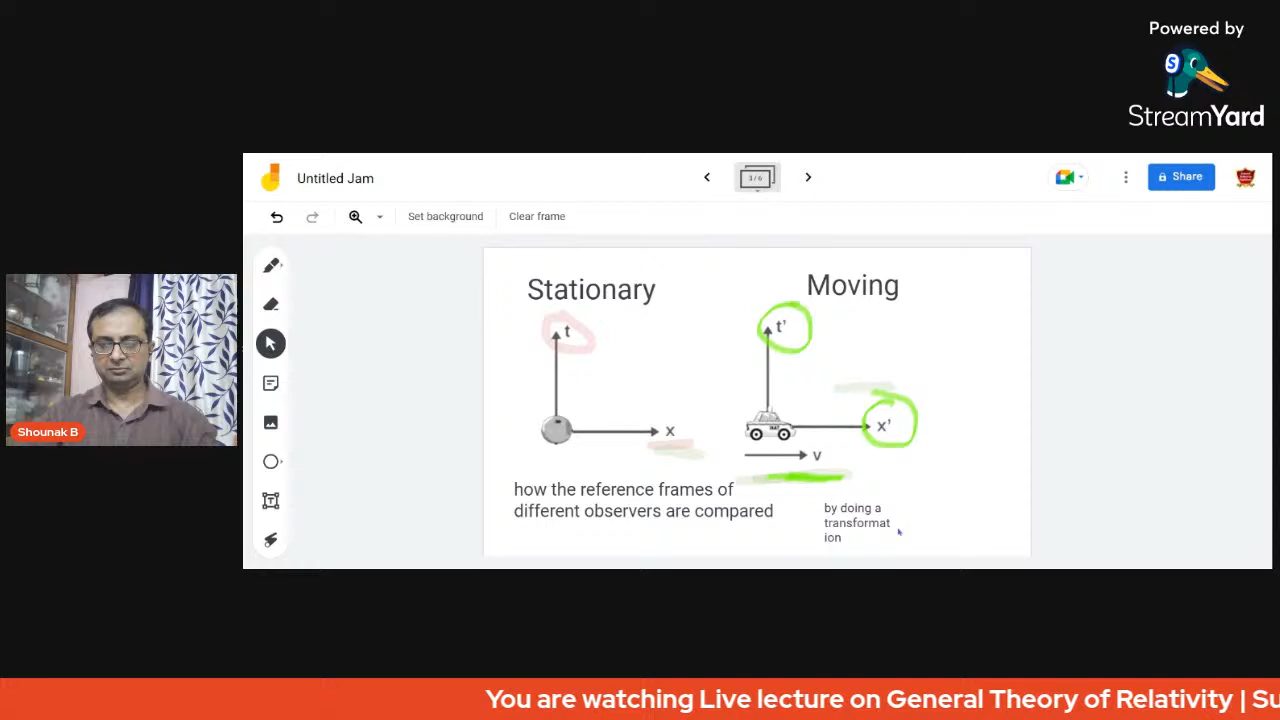 Powered by
StreamYard
Untitled Jam
3/6
Share
Set background
Clear frame
Stationary
Moving
t
t’
x
x’
v
how the reference frames of
different observers are compared
by doing a
transformat
ion
Shounak B
You are watching Live lecture on General Theory of Relativity | Su